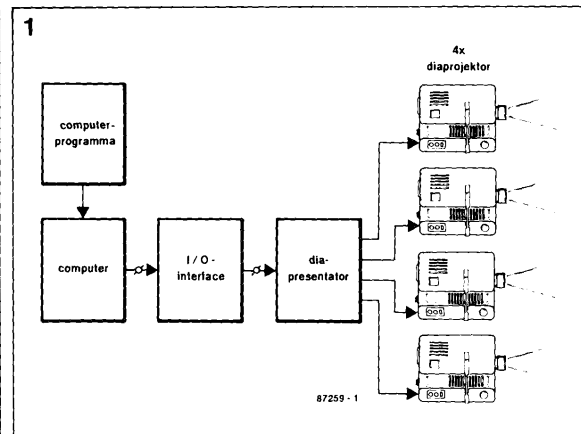 1
4x
diaprojektor
computer-
programma
computer
I / O -
interface
dia-
presentator
87259 - 1